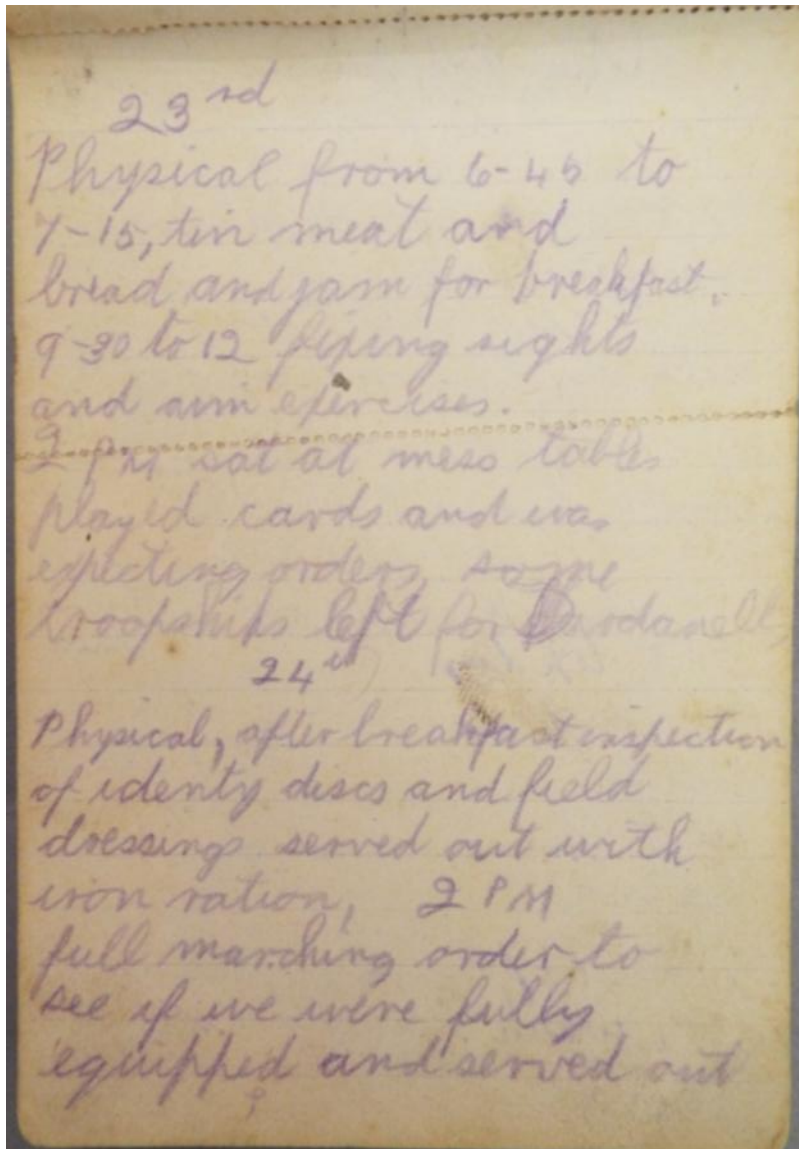 23rd
Physical from 6-45 to
7-15, tin meat and
bread and jam for breakfast,
9-30 to 12 fixing sights
and aim exercises.
2 PM sat at mess table
played cards and was
expecting orders, some
troopships left for Dardanelles
24th
Physical, after breakfast inspection
of identy discs and field
dressings served out with
iron ration, 2 PM
full marching order to
see if we were fully
equipped and served out